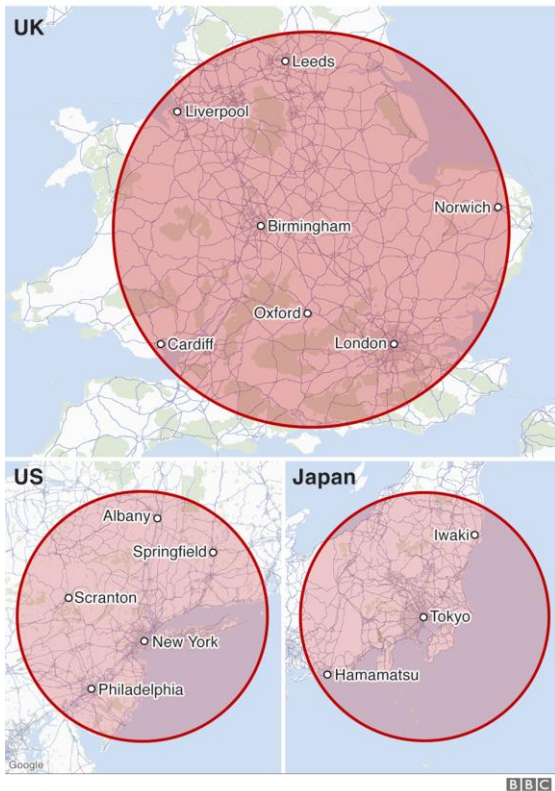 UK
Leeds
Liverpool
Norwich
Birmingham
Oxford
London
Cardiff
US
Albany
Springfield
Scranton
New York
Philadelphia
Google
Japan
Iwaki
Tokyo
Hamamatsu
BBC